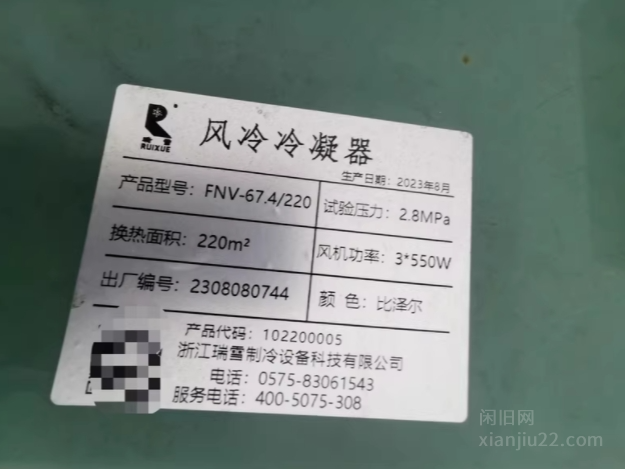 瑞雪
RUIXUE
风冷冷凝器
生产日期：2023年8月
产品型号：FNV-67.4/220
试验压力：2.8MPa
换热面积：220m²
风机功率：3*550W
出厂编号：2308080744
颜 色：比泽尔
产品代码：102200005
浙江瑞雪制冷设备科技有限公司
电话：0575-83061543
服务电话：400-5075-308
闲旧网
xianjiu22.com